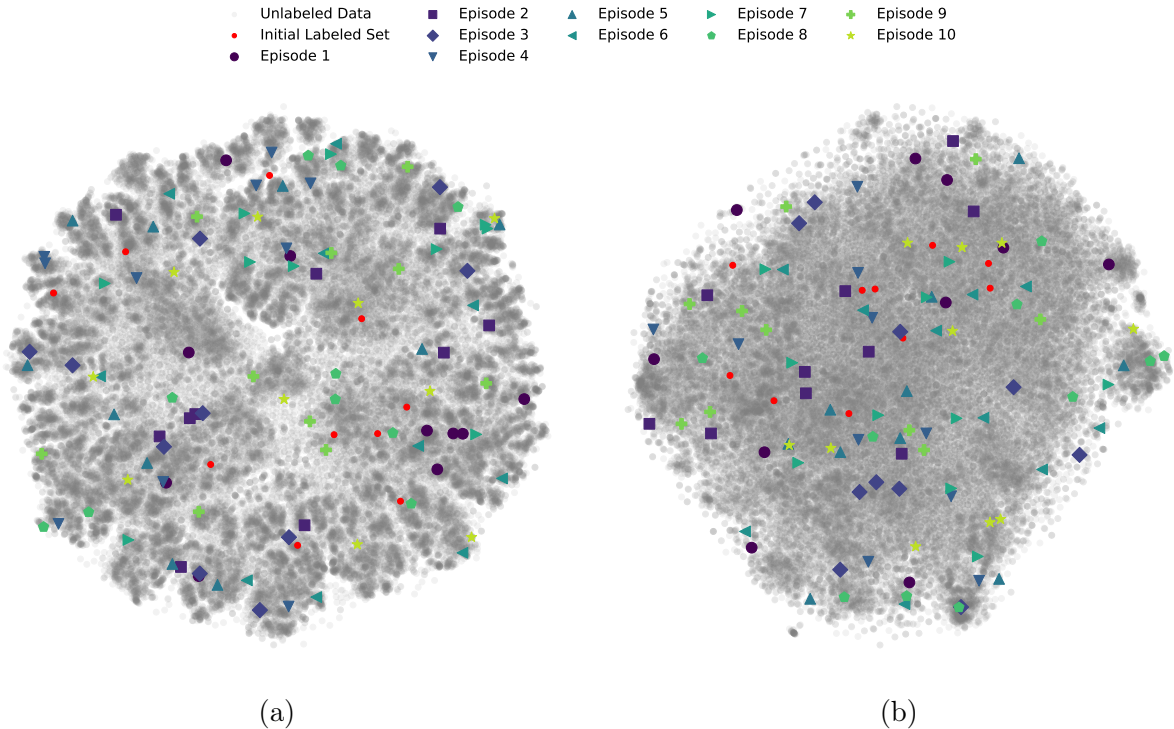 Unlabeled Data
Initial Labeled Set
Episode 1
Episode 2
Episode 3
Episode 4
Episode 5
Episode 6
Episode 7
Episode 8
Episode 9
Episode 10
(a)
(b)